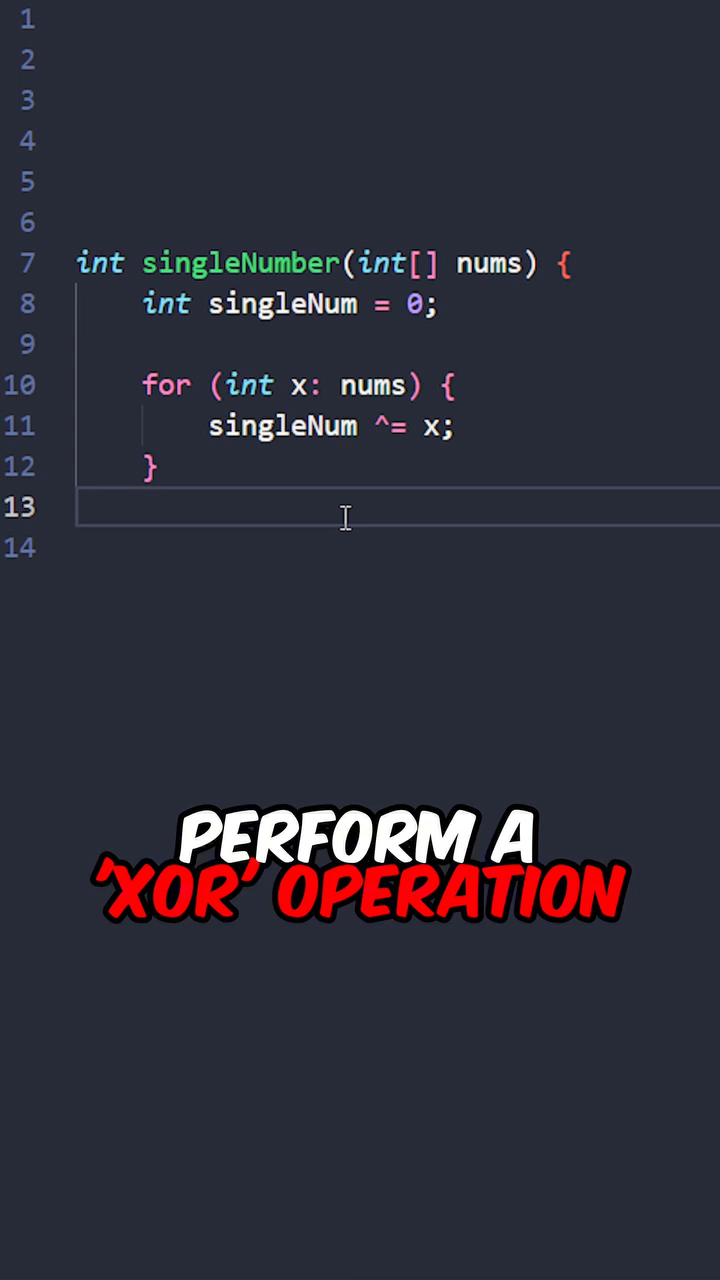 1
2
3
4
5
6
7 int singleNumber(int[] nums) {
8 int singleNum = 0;
9
10 for (int x: nums) {
11 singleNum ^= x;
12 }
13
14
PERFORM A
'XOR' OPERATION